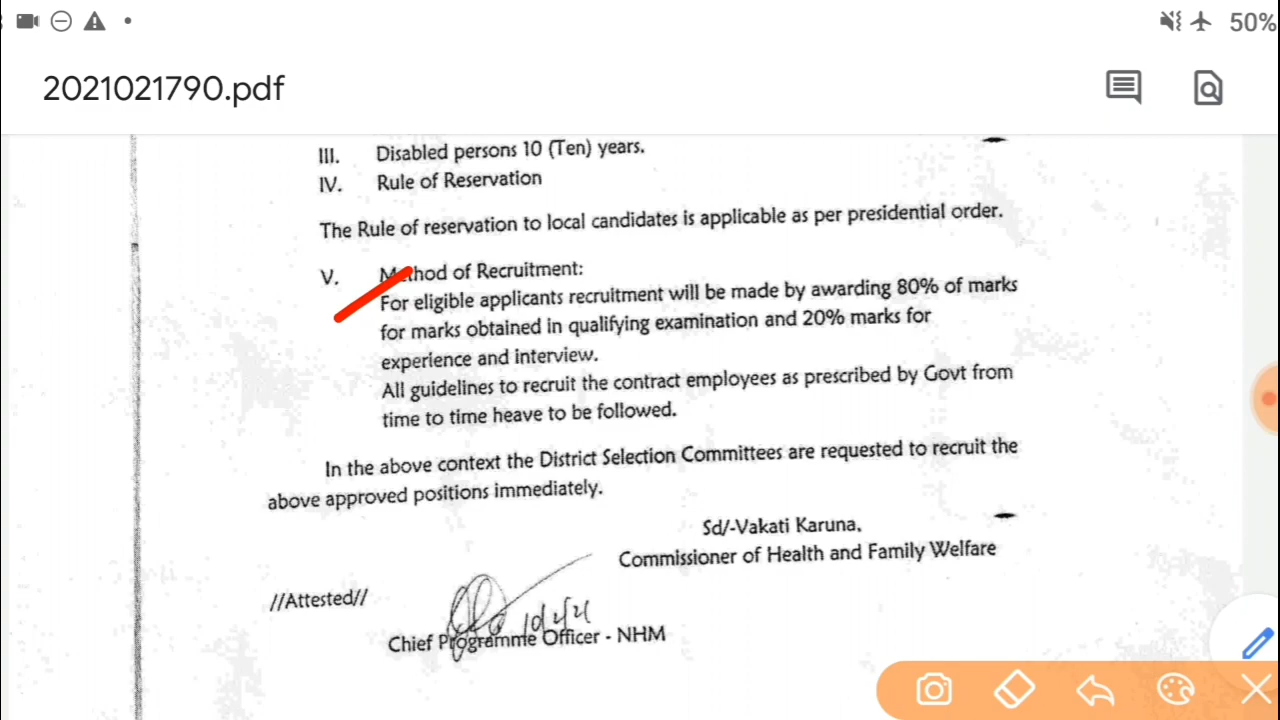 50%
2021021790.pdf
III. Disabled persons 10 (Ten) years.
IV. Rule of Reservation
The Rule of reservation to local candidates is applicable as per presidential order.
V. Method of Recruitment:
For eligible applicants recruitment will be made by awarding 80% of marks
for marks obtained in qualifying examination and 20% marks for
experience and interview.
All guidelines to recruit the contract employees as prescribed by Govt from
time to time heave to be followed.
In the above context the District Selection Committees are requested to recruit the
above approved positions immediately.
Sd/-Vakati Karuna.
Commissioner of Health and Family Welfare
//Attested//
Chief Programme Officer - NHM